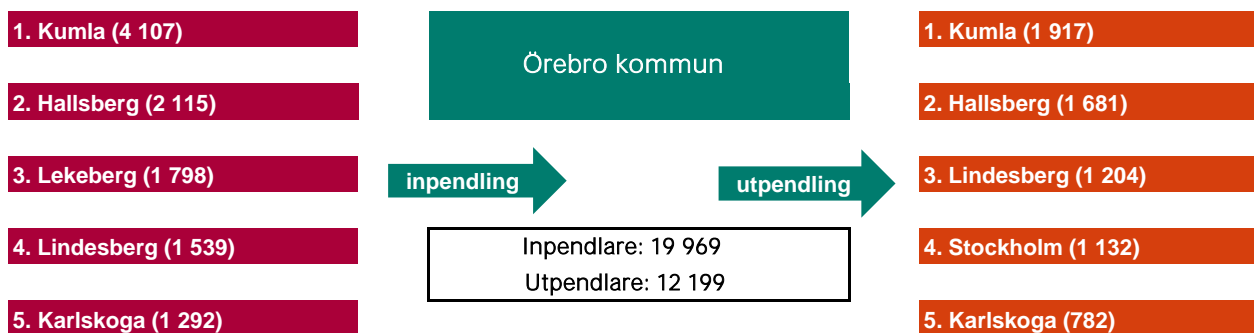 1. Kumla (4 107)
2. Hallsberg (2 115)
3. Lekeberg (1 798)
4. Lindesberg (1 539)
5. Karlskoga (1 292)
Örebro kommun
inpendling
utpendling
Inpendlare: 19 969
Utpendlare: 12 199
1. Kumla (1 917)
2. Hallsberg (1 681)
3. Lindesberg (1 204)
4. Stockholm (1 132)
5. Karlskoga (782)